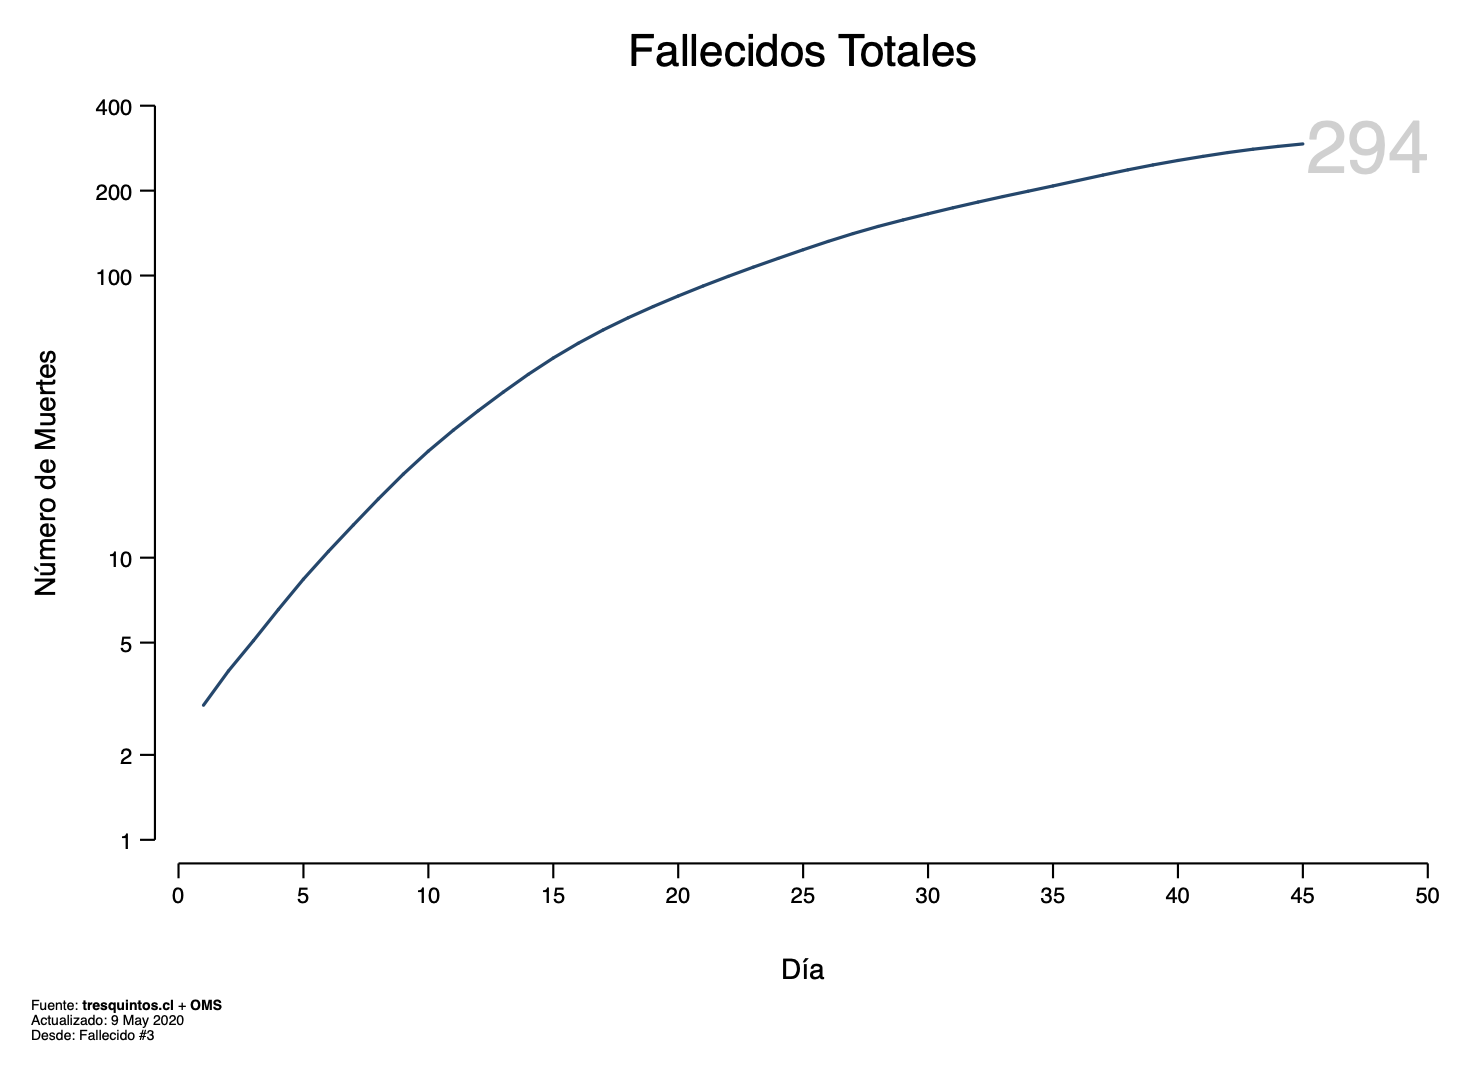 Fallecidos Totales
400
200
100
10
5
2
1
Número de Muertes
294
0 5 10 15 20 25 30 35 40 45 50
Día
Fuente: tresquintos.cl + OMS
Actualizado: 9 May 2020
Desde: Fallecido #3